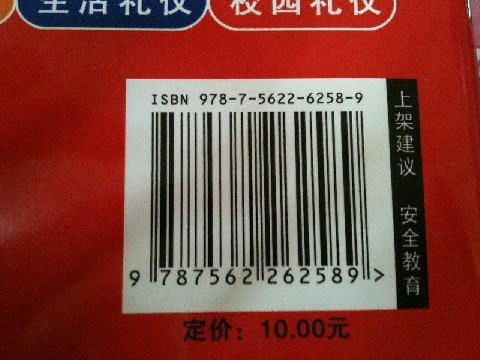 生活礼仪
校园礼仪
ISBN 978-7-5622-6258-9
9 787562 262589 >
上架建议 安全教育
定价：10.00元